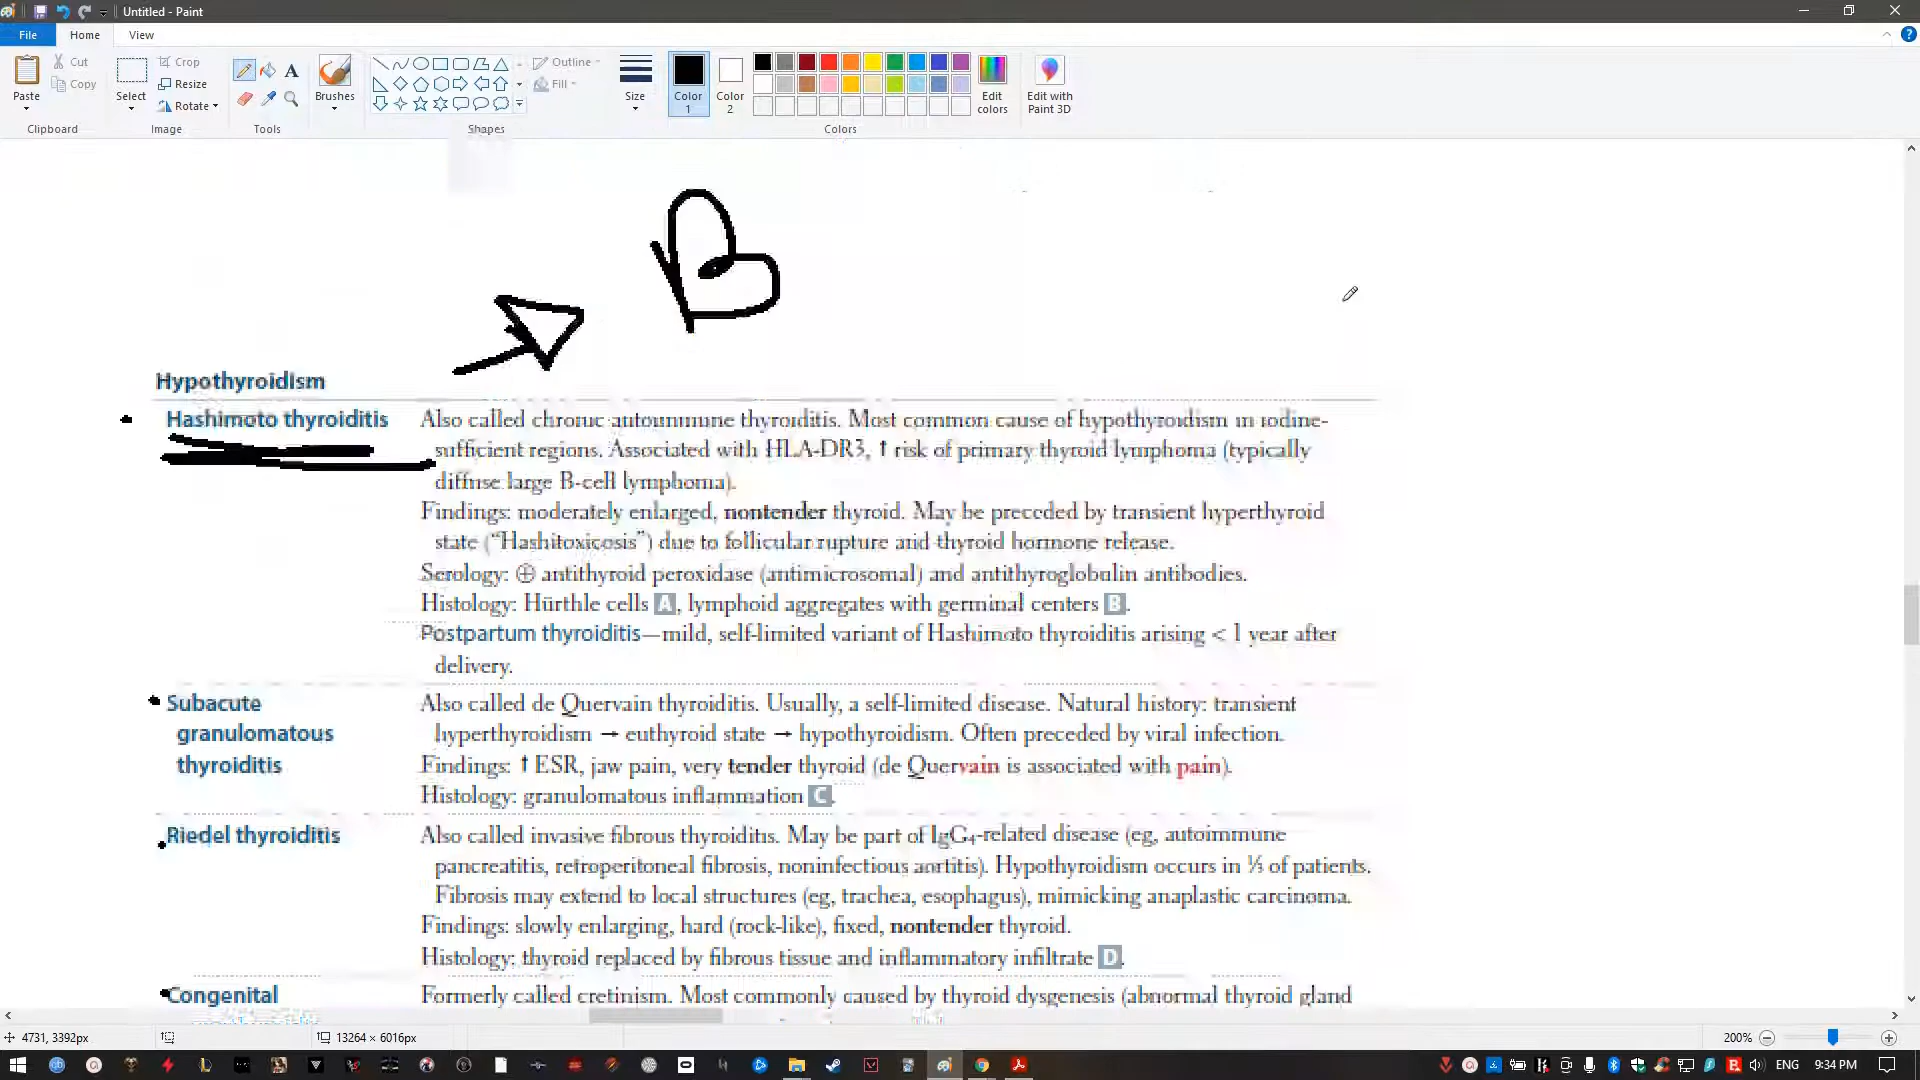 Untitled - Paint
File
Home
View
Paste
Cut
Copy
Clipboard
Select
Crop
Resize
Rotate
Image
A
Tools
Brushes
Outline
Fill
Shapes
Size
Color 1
Color 2
Edit colors
Edit with Paint 3D
Colors
B
Hypothyroidism
Hashimoto thyroiditis
Also called chronic autoimmune thyroiditis. Most common cause of hypothyroidism in iodine-
sufficient regions. Associated with HLA-DR3, ↑ risk of primary thyroid lymphoma (typically
diffuse large B-cell lymphoma).
Findings: moderately enlarged, nontender thyroid. May be preceded by transient hyperthyroid
state (“Hashitoxicosis”) due to follicular rupture and thyroid hormone release.
Serology: ⊕ antithyroid peroxidase (antimicrosomal) and antithyroglobulin antibodies.
Histology: Hürthle cells A, lymphoid aggregates with germinal centers B.
Postpartum thyroiditis—mild, self-limited variant of Hashimoto thyroiditis arising < 1 year after
delivery.
Subacute
granulomatous
thyroiditis
Also called de Quervain thyroiditis. Usually, a self-limited disease. Natural history: transient
hyperthyroidism → euthyroid state → hypothyroidism. Often preceded by viral infection.
Findings: ↑ ESR, jaw pain, very tender thyroid (de Quervain is associated with pain).
Histology: granulomatous inflammation C.
Riedel thyroiditis
Also called invasive fibrous thyroiditis. May be part of IgG₄-related disease (eg, autoimmune
pancreatitis, retroperitoneal fibrosis, noninfectious aortitis). Hypothyroidism occurs in ⅓ of patients.
Fibrosis may extend to local structures (eg, trachea, esophagus), mimicking anaplastic carcinoma.
Findings: slowly enlarging, hard (rock-like), fixed, nontender thyroid.
Histology: thyroid replaced by fibrous tissue and inflammatory infiltrate D.
Congenital
Formerly called cretinism. Most commonly caused by thyroid dysgenesis (abnormal thyroid gland
4731, 3392px
13264 × 6016px
200%
ENG
9:34 PM